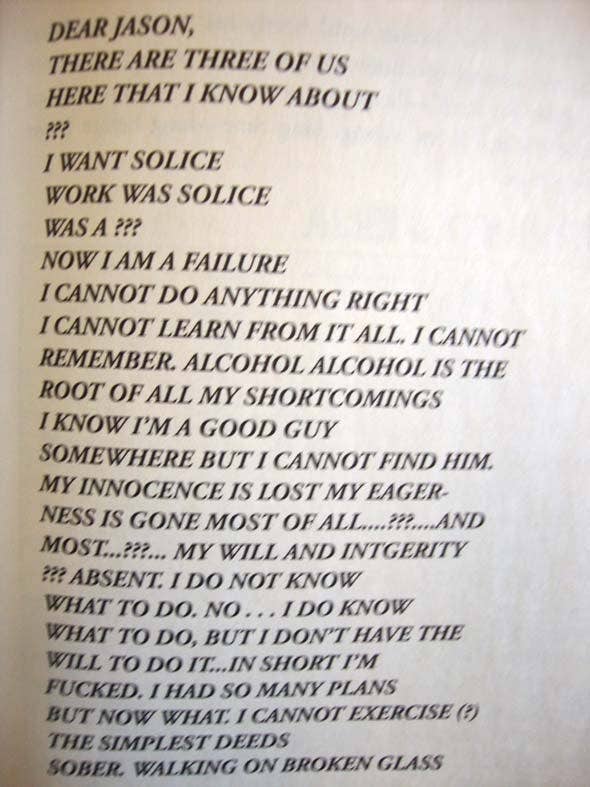 DEAR JASON,
THERE ARE THREE OF US
HERE THAT I KNOW ABOUT
???
I WANT SOLICE
WORK WAS SOLICE
WAS A ???
NOW I AM A FAILURE
I CANNOT DO ANYTHING RIGHT
I CANNOT LEARN FROM IT ALL. I CANNOT
REMEMBER. ALCOHOL ALCOHOL IS THE
ROOT OF ALL MY SHORTCOMINGS
I KNOW I'M A GOOD GUY
SOMEWHERE BUT I CANNOT FIND HIM.
MY INNOCENCE IS LOST MY EAGER-
NESS IS GONE MOST OF ALL....???....AND
MOST...???... MY WILL AND INTGERITY
??? ABSENT. I DO NOT KNOW
WHAT TO DO. NO . . . I DO KNOW
WHAT TO DO, BUT I DON'T HAVE THE
WILL TO DO IT...IN SHORT I'M
FUCKED. I HAD SO MANY PLANS
BUT NOW WHAT. I CANNOT EXERCISE (?)
THE SIMPLEST DEEDS
SOBER. WALKING ON BROKEN GLASS